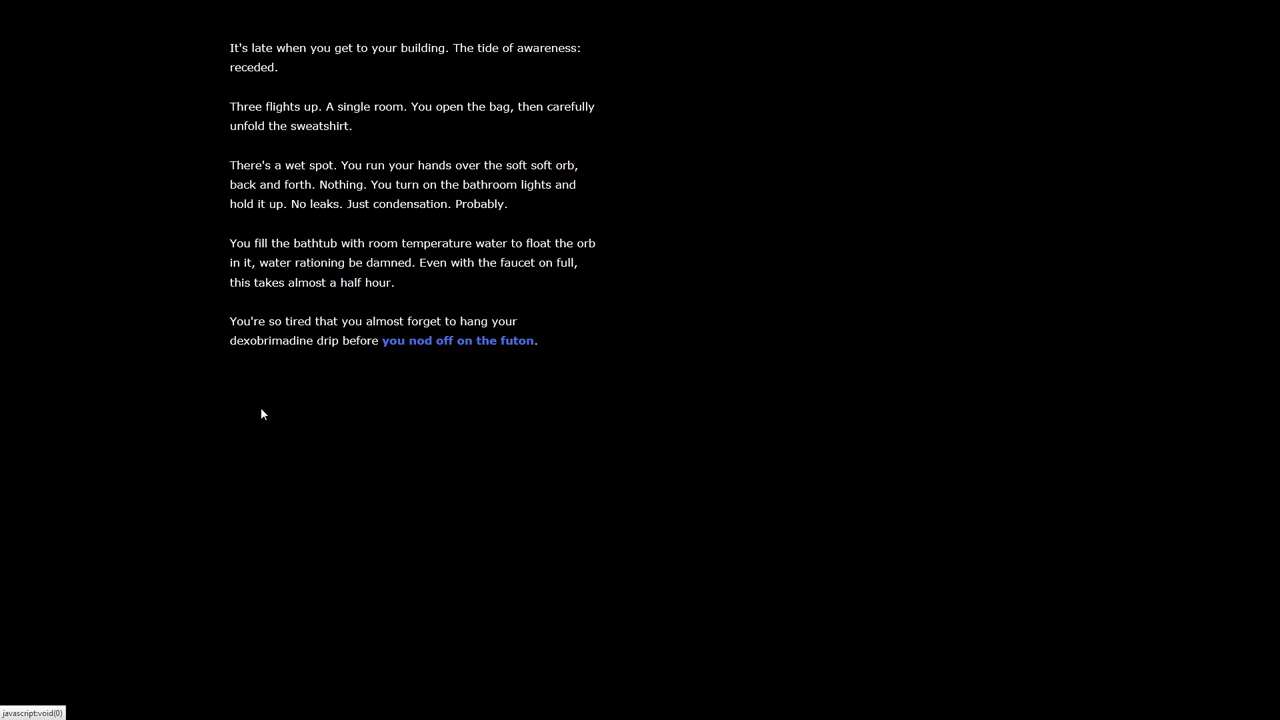 It's late when you get to your building. The tide of awareness:
receded.
Three flights up. A single room. You open the bag, then carefully
unfold the sweatshirt.
There's a wet spot. You run your hands over the soft soft orb,
back and forth. Nothing. You turn on the bathroom lights and
hold it up. No leaks. Just condensation. Probably.
You fill the bathtub with room temperature water to float the orb
in it, water rationing be damned. Even with the faucet on full,
this takes almost a half hour.
You're so tired that you almost forget to hang your
dexobrimadine drip before you nod off on the futon.
javascript:void(0)